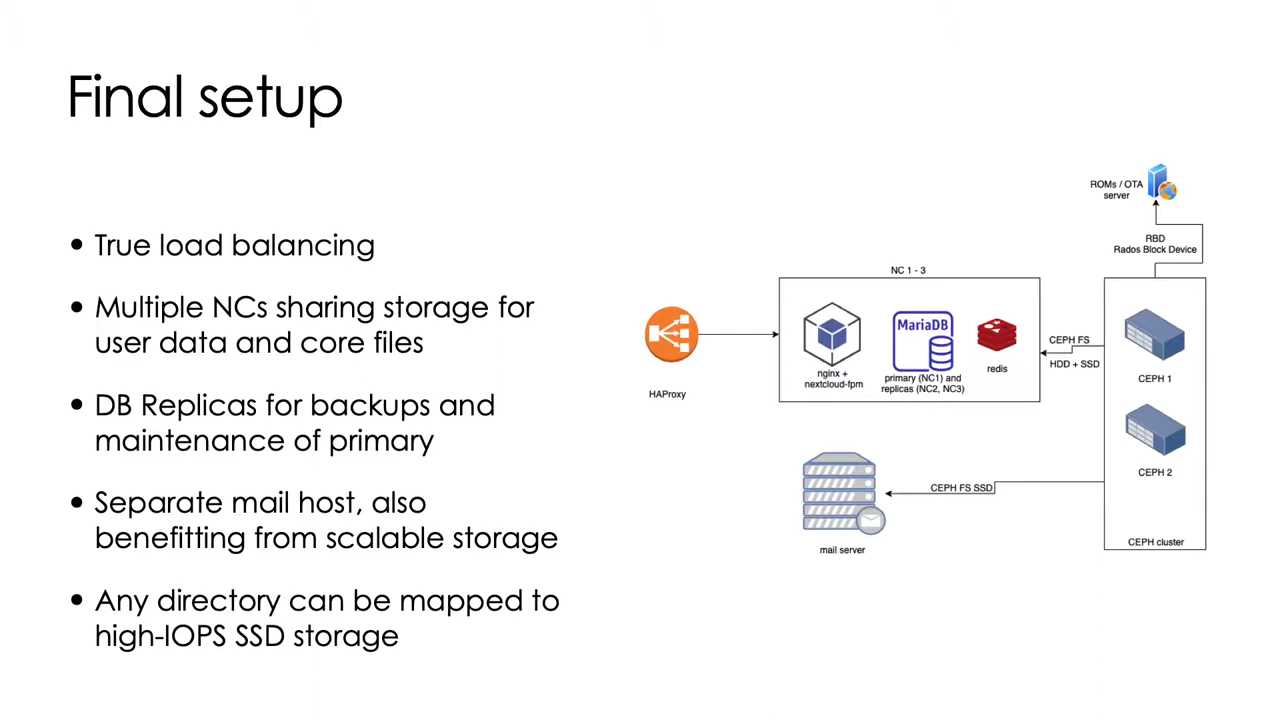 Final setup
• True load balancing
• Multiple NCs sharing storage for
user data and core files
• DB Replicas for backups and
maintenance of primary
• Separate mail host, also
benefitting from scalable storage
• Any directory can be mapped to
high-IOPS SSD storage
ROMs / OTA
server
RBD
Rados Block Device
NC 1 - 3
HAProxy
nginx +
nextcloud-fpm
MariaDB
primary (NC1) and
replicas (NC2, NC3)
redis
CEPH FS
HDD + SSD
CEPH 1
CEPH 2
CEPH FS SSD
mail server
CEPH cluster